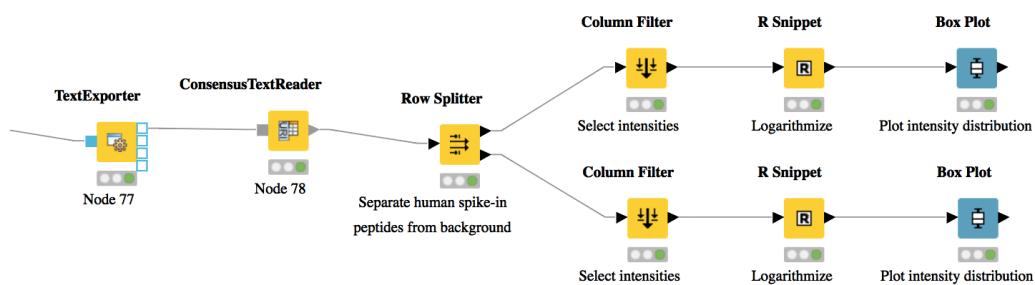 Column Filter
R Snippet
Box Plot
TextExporter
ConsensusTextReader
Row Splitter
R
Select intensities
Logarithmize
Plot intensity distribution
Node 77
Node 78
Separate human spike-in
peptides from background
Column Filter
R Snippet
Box Plot
R
Select intensities
Logarithmize
Plot intensity distribution